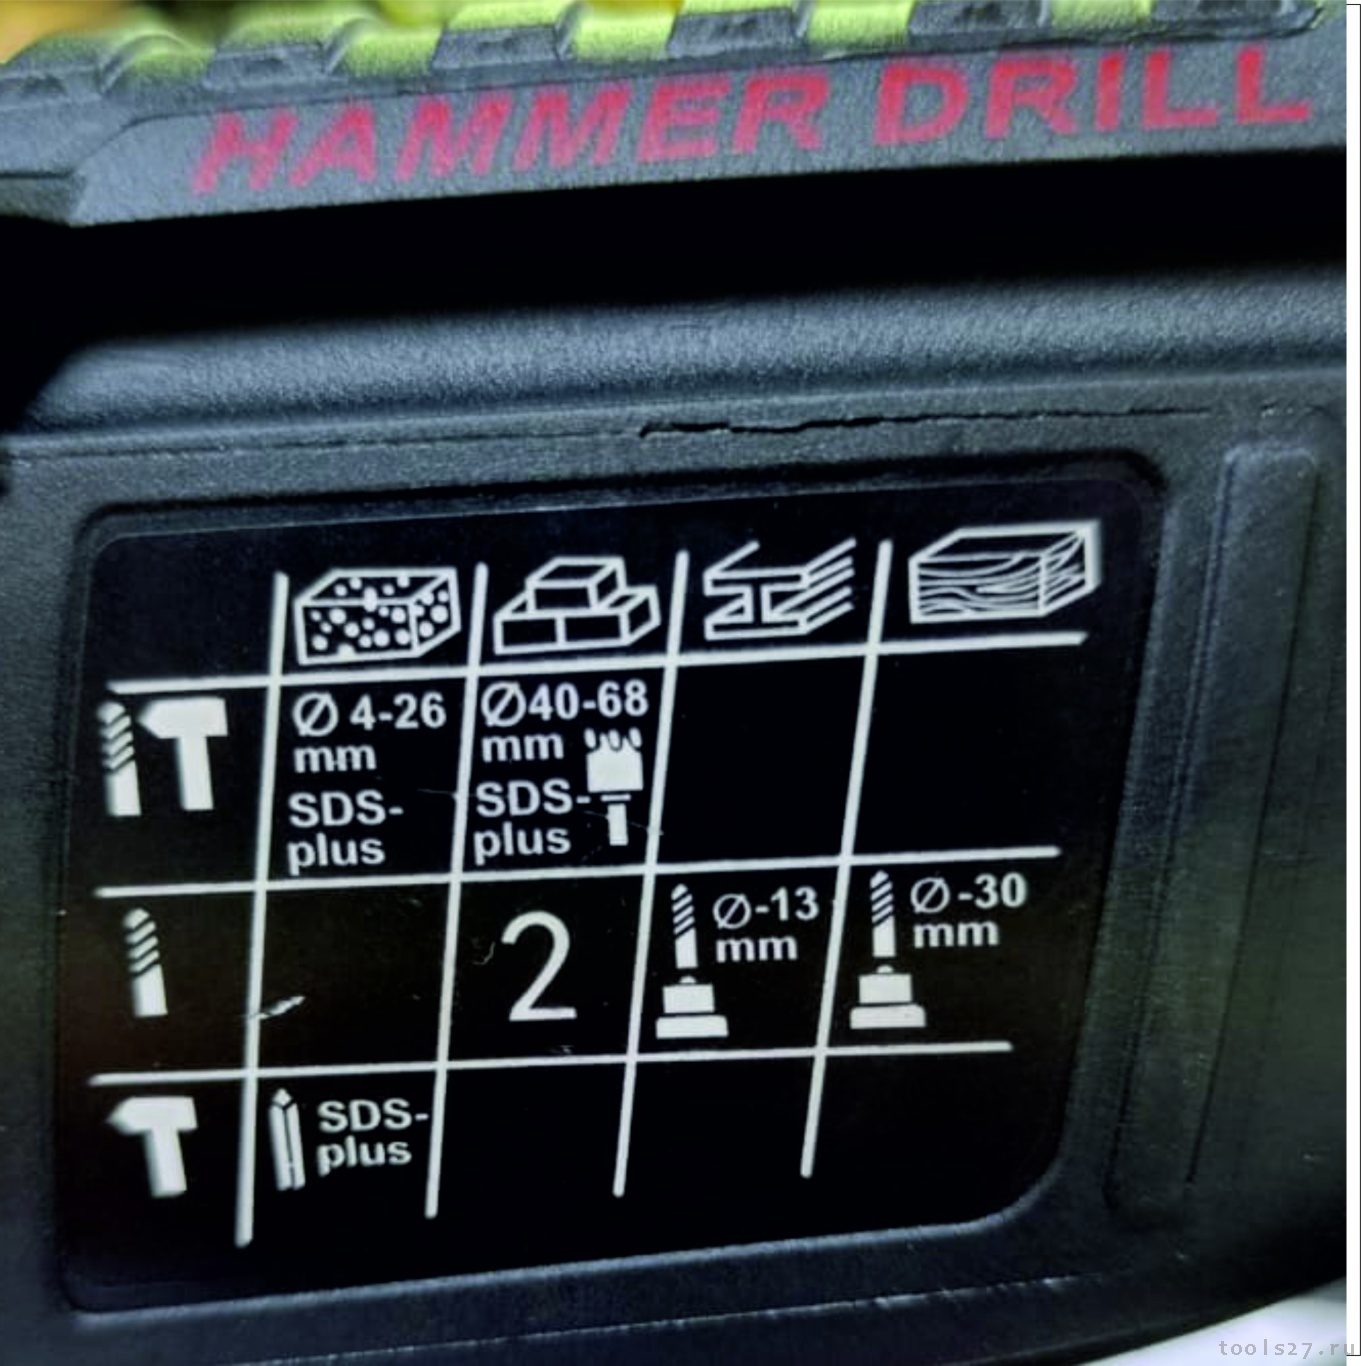 HAMMER DRILL
Ø 4-26
mm
SDS-
plus
Ø40-68
mm
SDS-
plus
2
Ø-13
mm
Ø-30
mm
SDS-
plus
tools27.ru